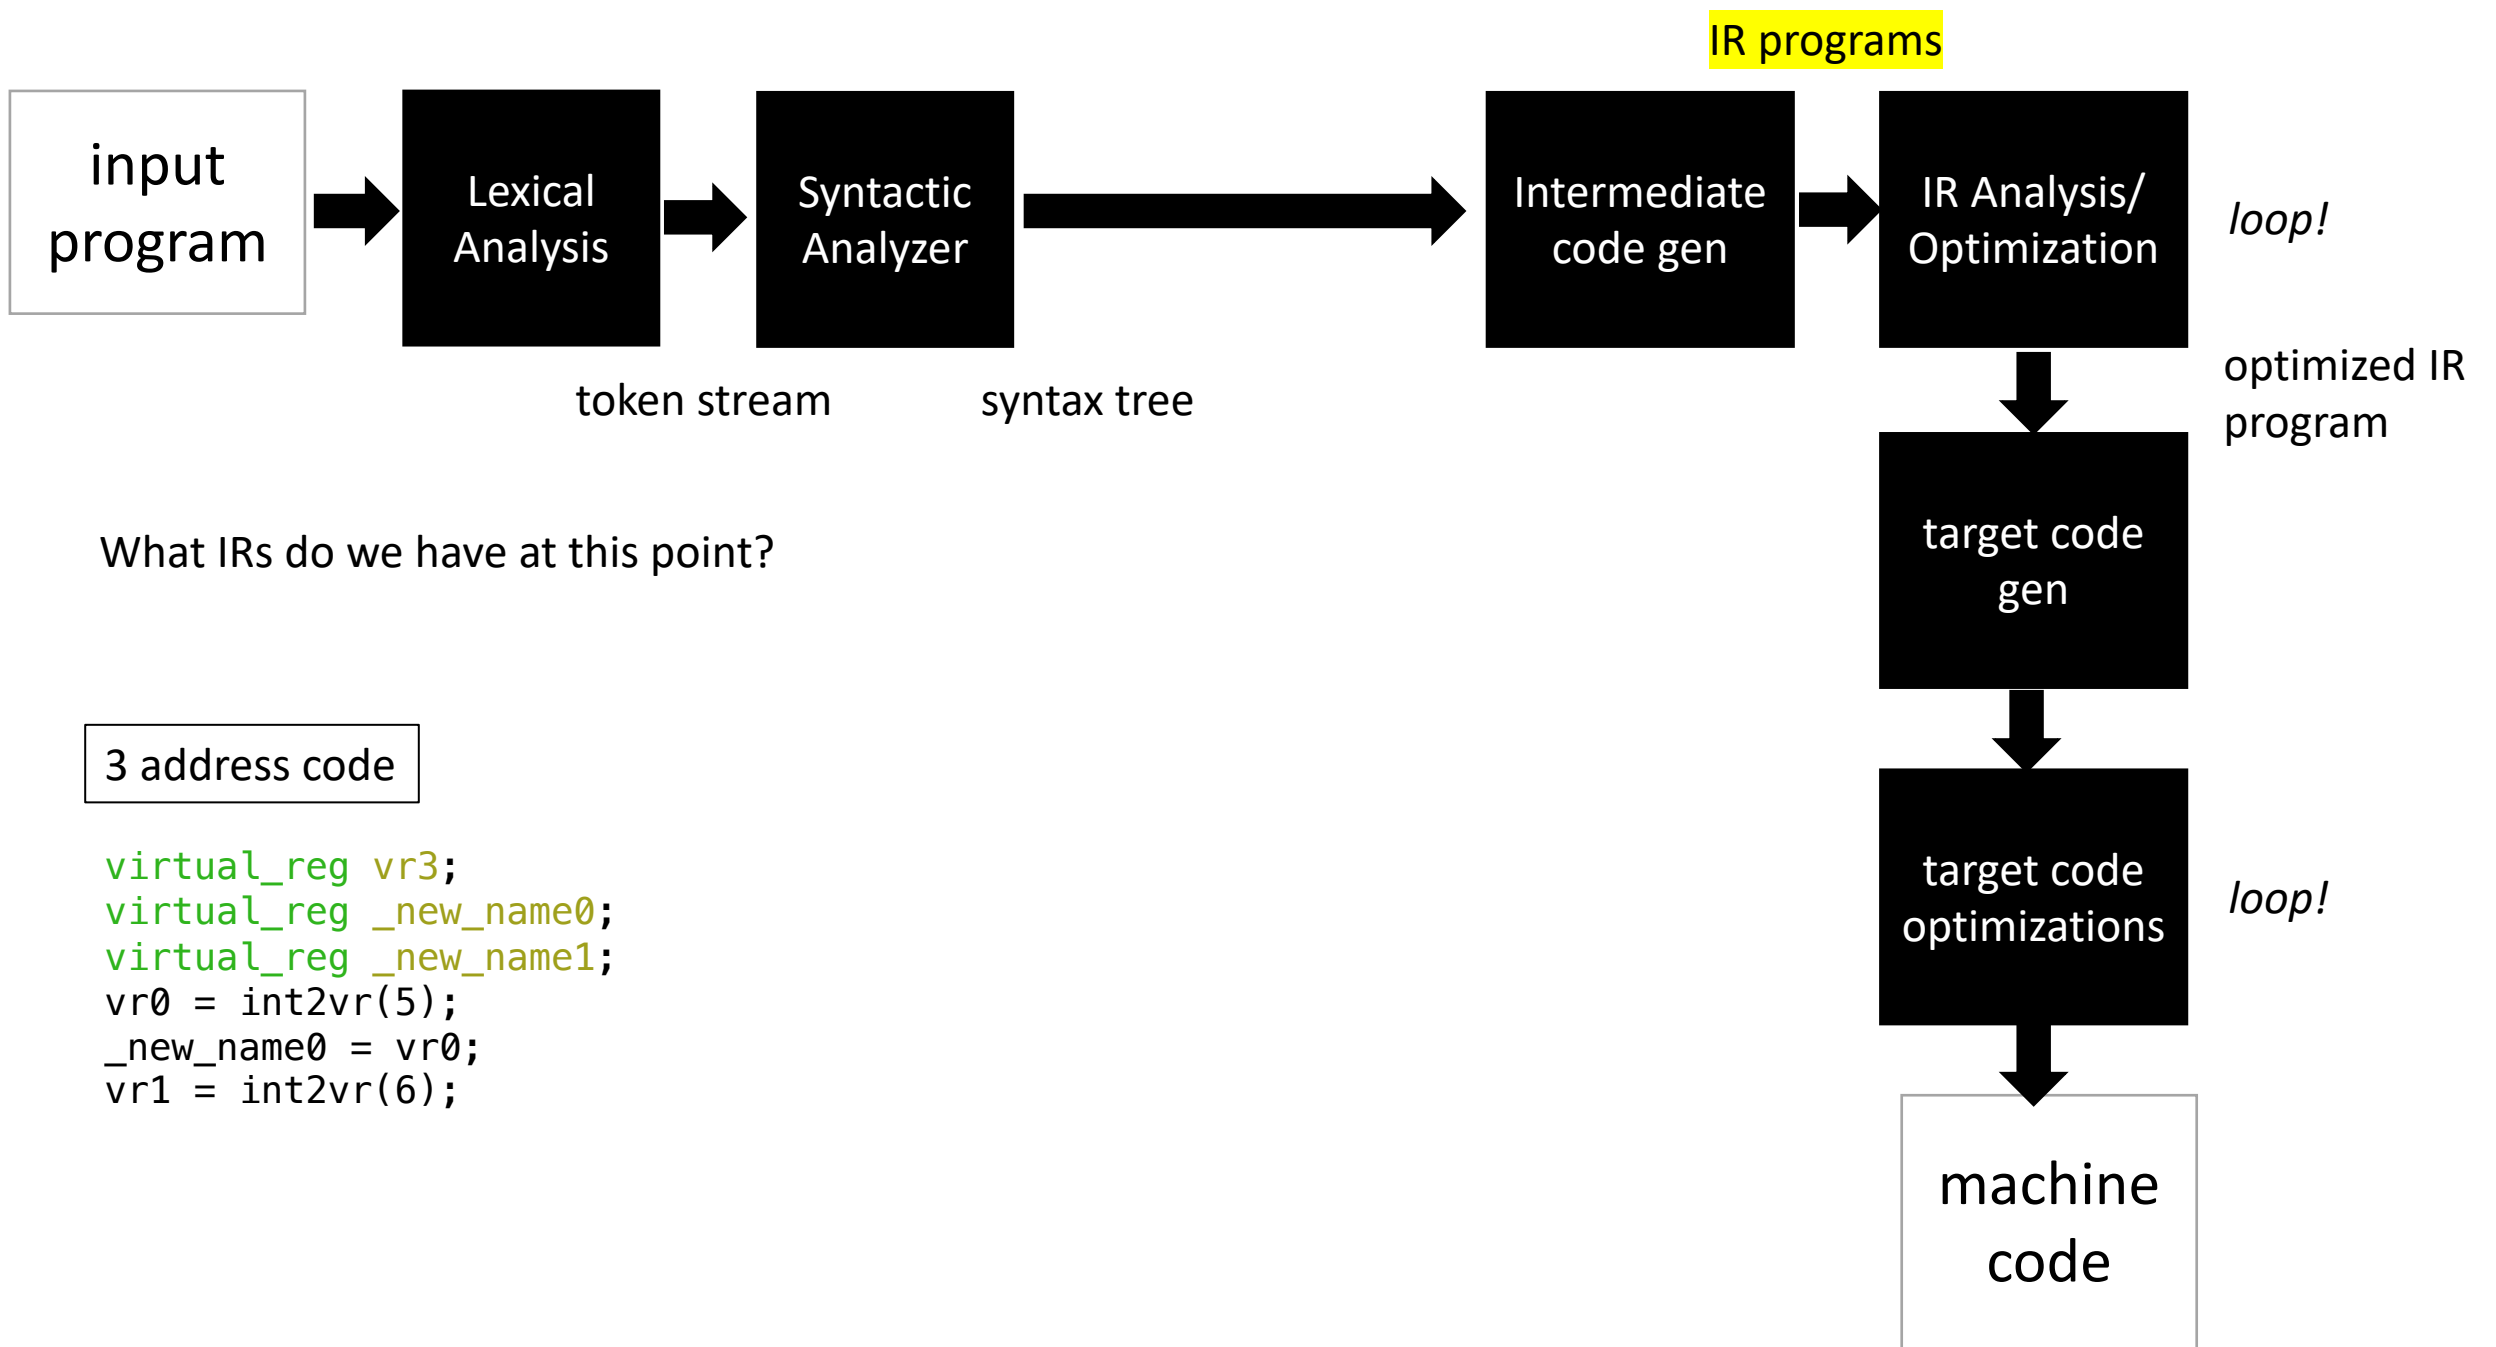 IR programs
input
program
Lexical
Analysis
Syntactic
Analyzer
Intermediate
code gen
IR Analysis/
Optimization
loop!
token stream
syntax tree
optimized IR
program
What IRs do we have at this point?
target code
gen
3 address code
virtual_reg vr3;
virtual_reg _new_name0;
virtual_reg _new_name1;
vr0 = int2vr(5);
_new_name0 = vr0;
vr1 = int2vr(6);
target code
optimizations
loop!
machine
code